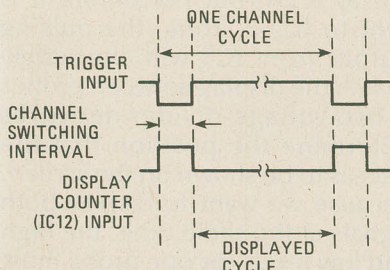 ONE CHANNEL
CYCLE
TRIGGER
INPUT
CHANNEL
SWITCHING
INTERVAL
DISPLAY
COUNTER
(IC12) INPUT
DISPLAYED
CYCLE